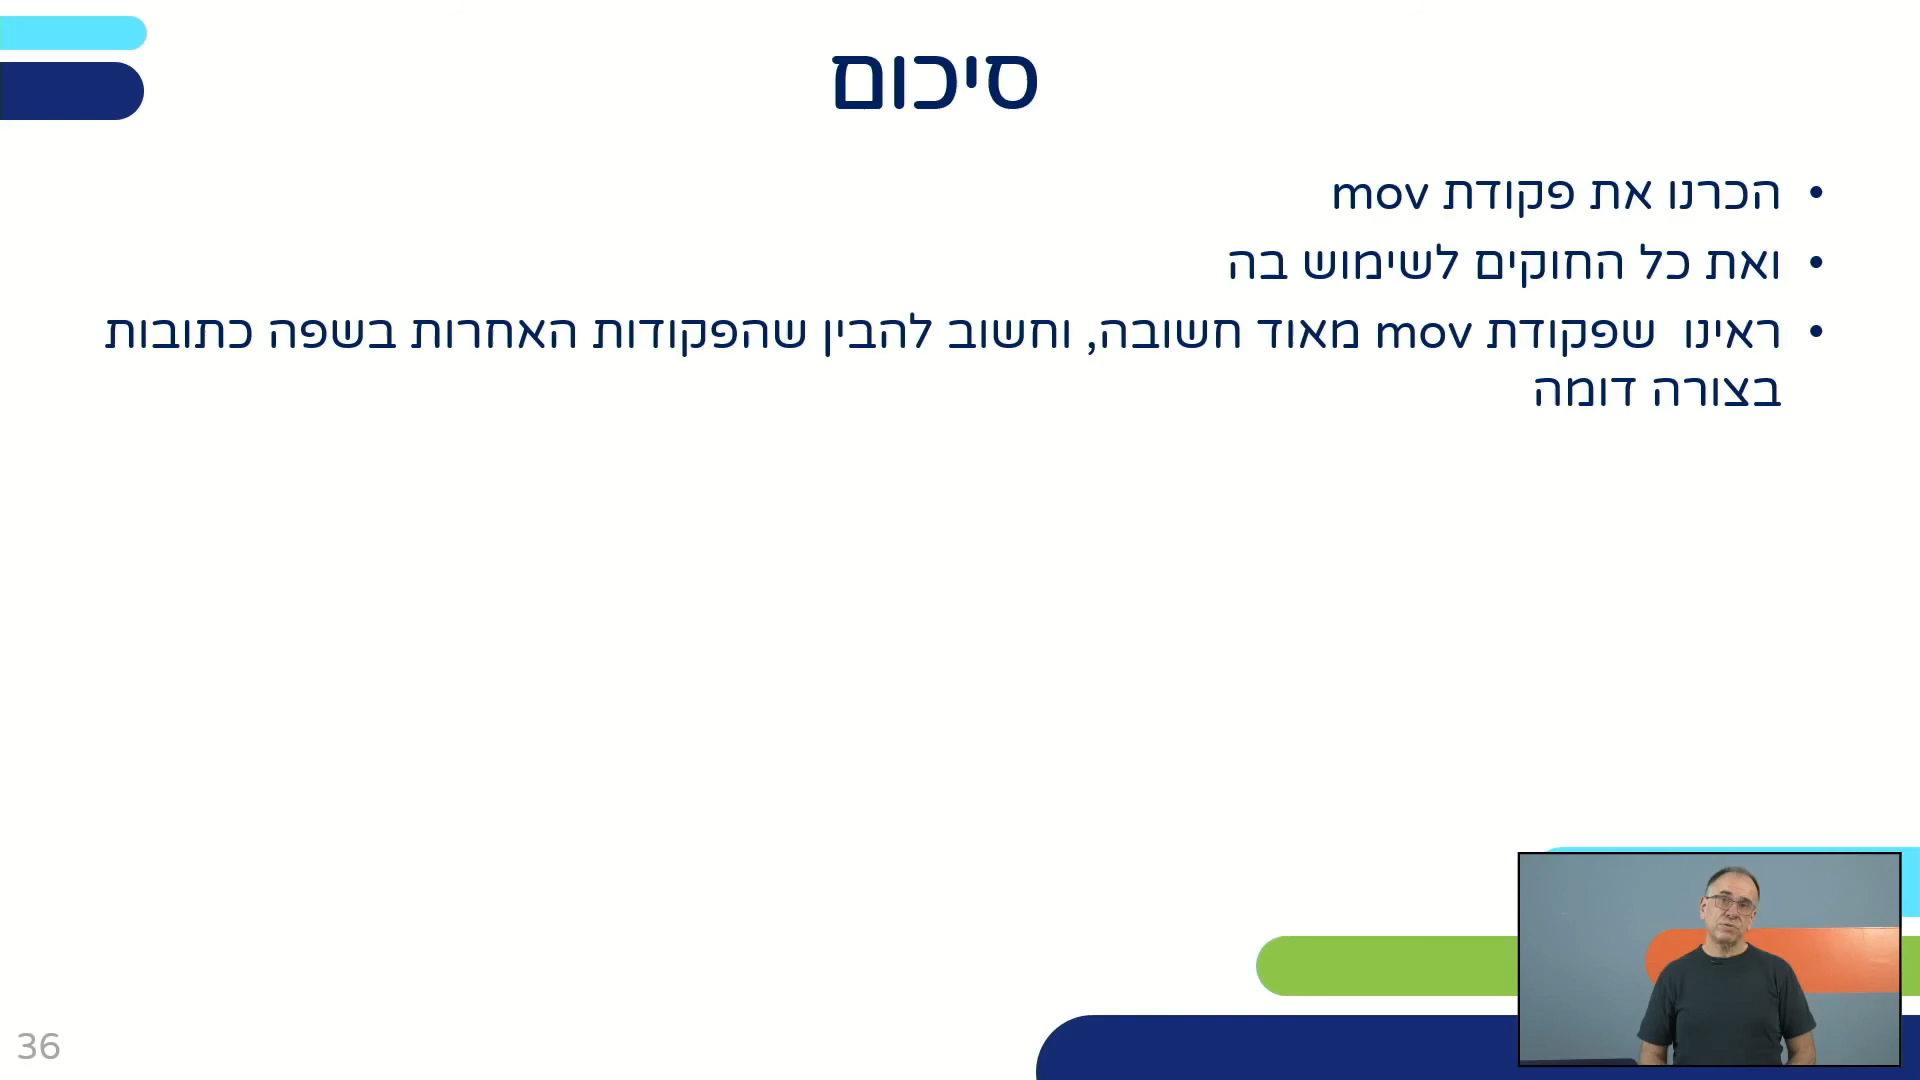 סיכום
• הכרנו את פקודת mov
• ואת כל החוקים לשימוש בה
• ראינו שפקודת mov מאוד חשובה, וחשוב להבין שהפקודות האחרות בשפה כתובות
בצורה דומה
36